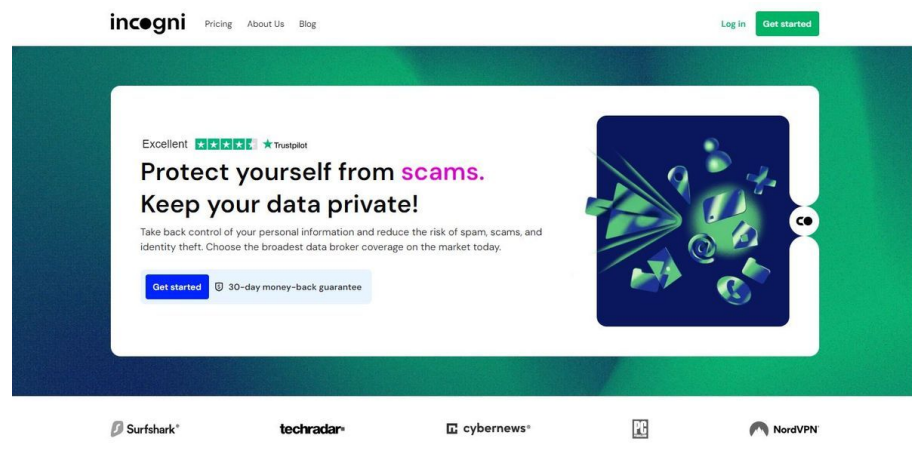 incogni Pricing About Us Blog Log in Get started
Excellent Trustpilot
Protect yourself from scams.
Keep your data private!
Take back control of your personal information and reduce the risk of spam, scams, and
identity theft. Choose the broadest data broker coverage on the market today.
Get started 30-day money-back guarantee
Surfshark® techradar cybernews® PC NordVPN